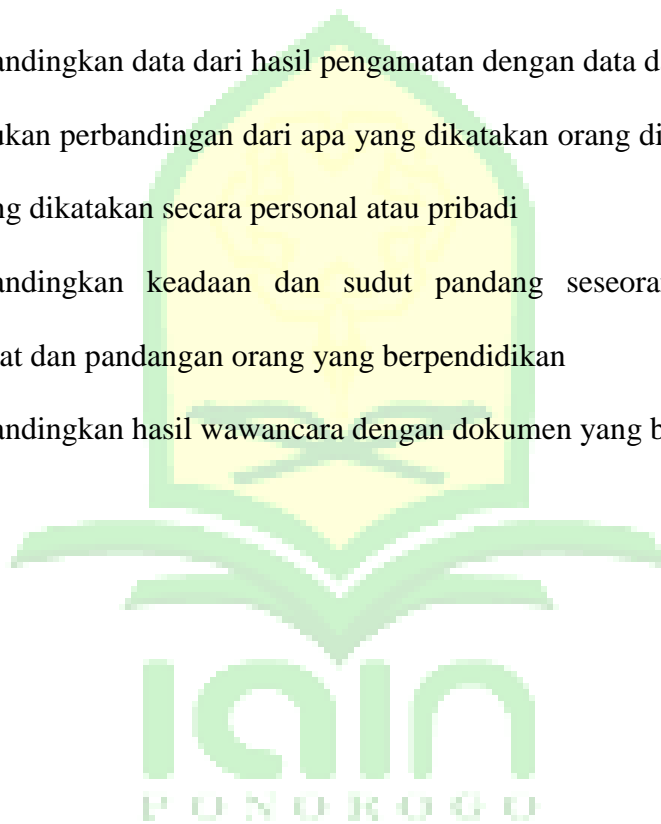 andingkan data dari hasil pengamatan dengan data d
ukan perbandingan dari apa yang dikatakan orang di
ng dikatakan secara personal atau pribadi
andingkan keadaan dan sudut pandang seseora
at dan pandangan orang yang berpendidikan
andingkan hasil wawancara dengan dokumen yang b
iain
PONOROGO